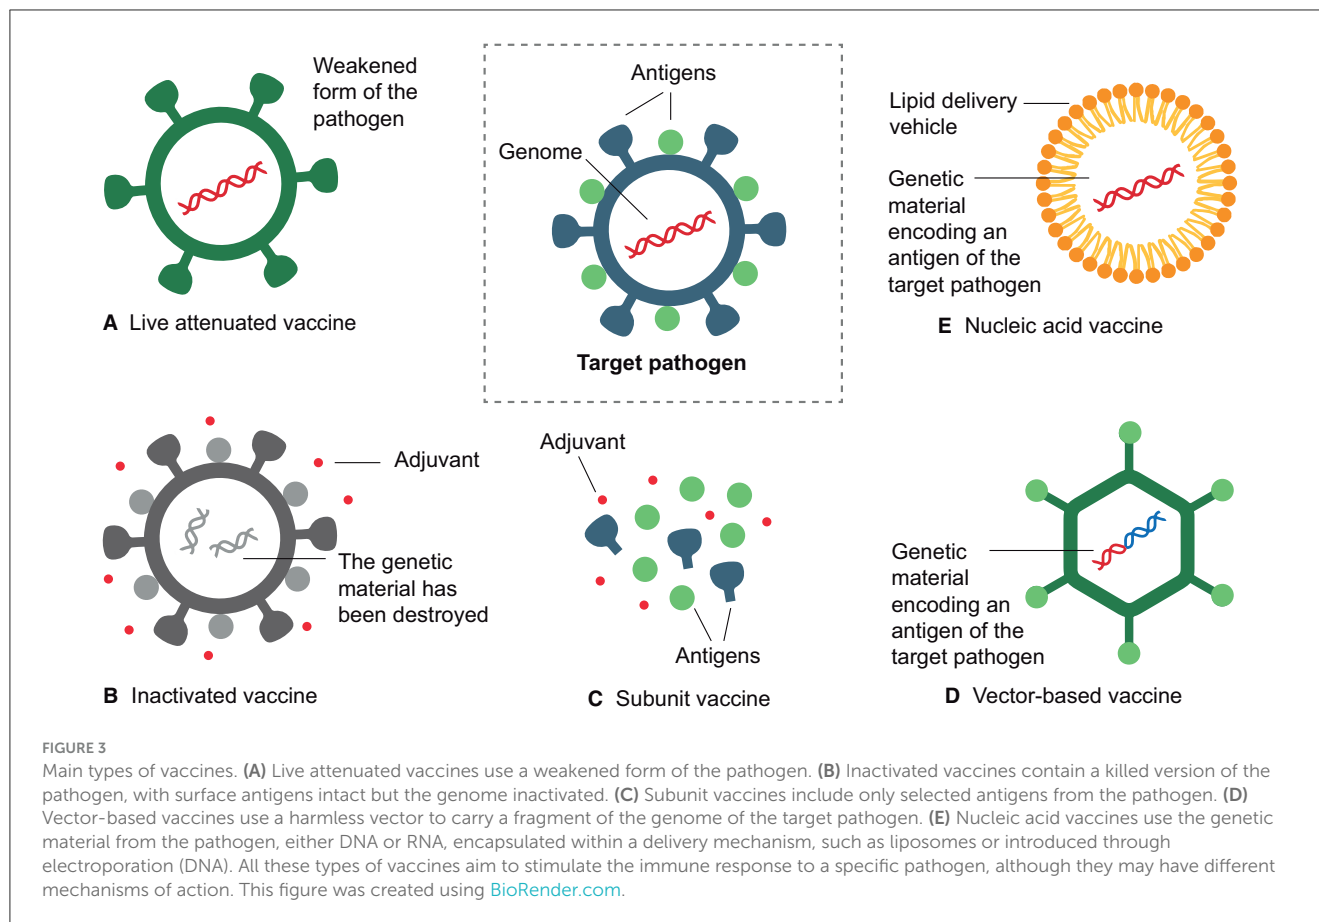 Weakened
form of the
pathogen
A Live attenuated vaccine
Antigens
Genome
Target pathogen
Lipid delivery
vehicle
Genetic
material
encoding an
antigen of the
target pathogen
E Nucleic acid vaccine
Adjuvant
The genetic
material has
been destroyed
B Inactivated vaccine
Adjuvant
Antigens
C Subunit vaccine
Genetic
material
encoding an
antigen of the
target pathogen
D Vector-based vaccine
FIGURE 3
Main types of vaccines. (A) Live attenuated vaccines use a weakened form of the pathogen. (B) Inactivated vaccines contain a killed version of the
pathogen, with surface antigens intact but the genome inactivated. (C) Subunit vaccines include only selected antigens from the pathogen. (D)
Vector-based vaccines use a harmless vector to carry a fragment of the genome of the target pathogen. (E) Nucleic acid vaccines use the genetic
material from the pathogen, either DNA or RNA, encapsulated within a delivery mechanism, such as liposomes or introduced through
electroporation (DNA). All these types of vaccines aim to stimulate the immune response to a specific pathogen, although they may have different
mechanisms of action. This figure was created using BioRender.com.